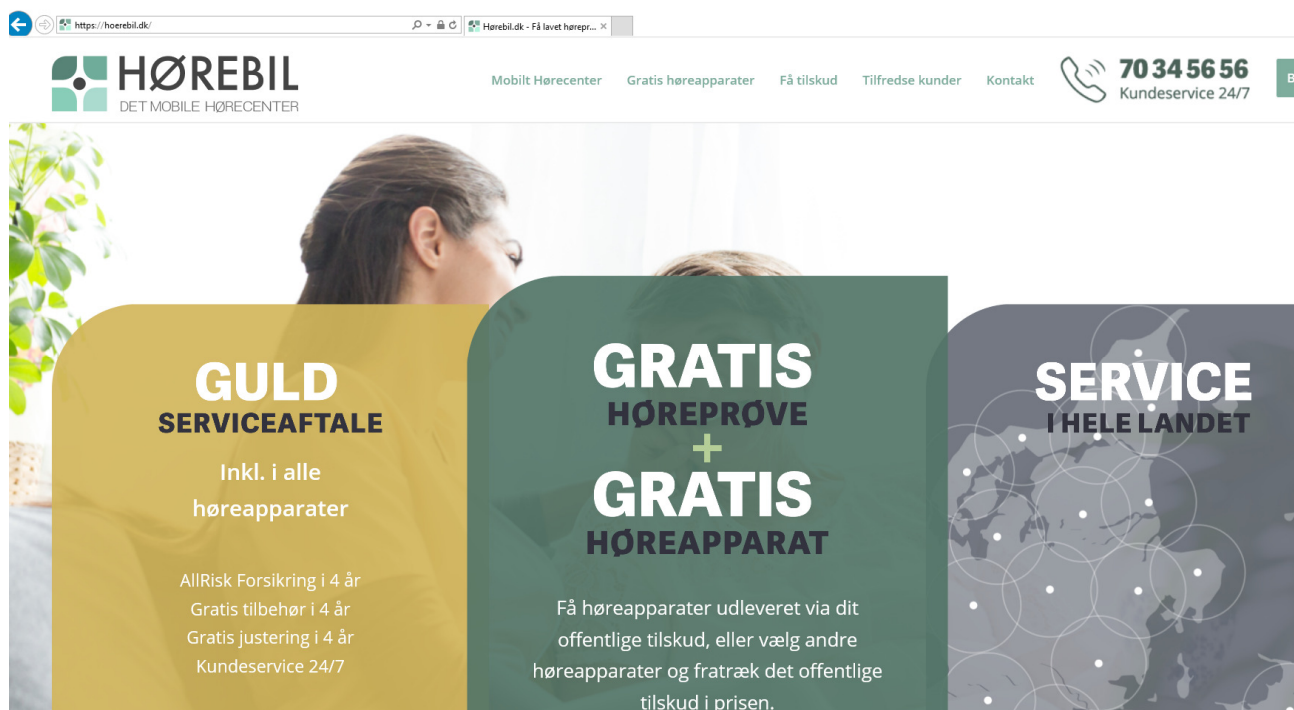 https://hoerebil.dk/
Hørebil.dk - Få lavet hørepr...
HØREBIL
DET MOBILE HØRECENTER
Mobilt Hørecenter
Gratis høreapparater
Få tilskud
Tilfredse kunder
Kontakt
70 34 56 56
Kundeservice 24/7
B
GULD
SERVICEAFTALE
Inkl. i alle
høreapparater
AllRisk Forsikring i 4 år
Gratis tilbehør i 4 år
Gratis justering i 4 år
Kundeservice 24/7
GRATIS
HØREPRØVE
+
GRATIS
HØREAPPARAT
Få høreapparater udleveret via dit
offentlige tilskud, eller vælg andre
høreapparater og fratræk det offentlige
tilskud i prisen.
SERVICE
I HELE LANDET